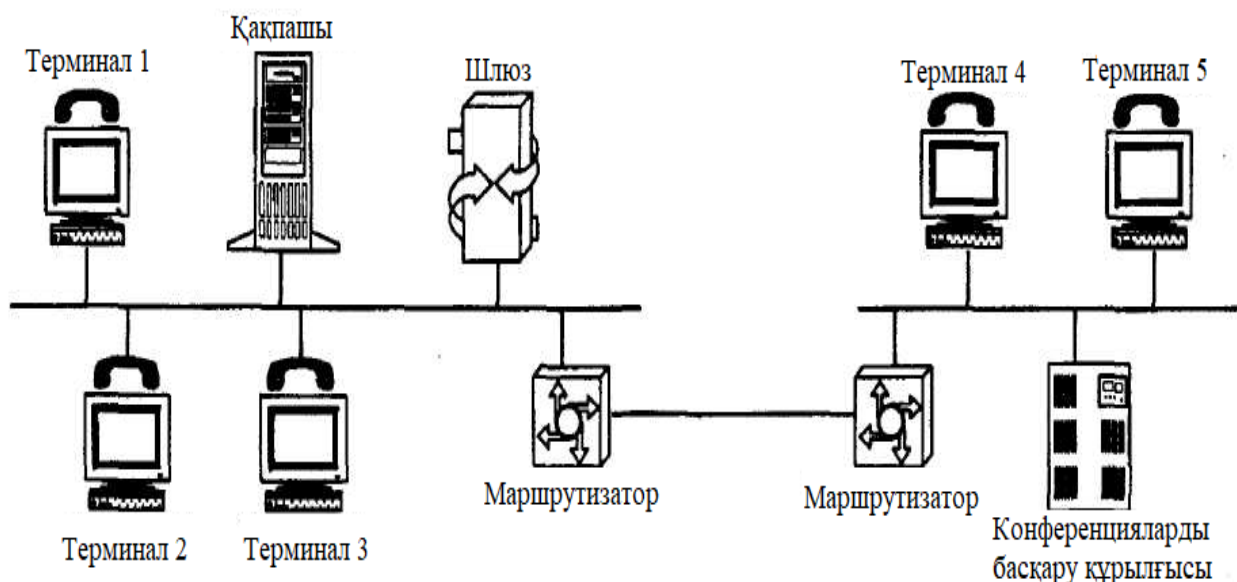 Қақпашы
Терминал 1
Шлюз
Терминал 4
Терминал 5
Маршрутизатор
Маршрутизатор
Терминал 2
Терминал 3
Конференцияларды
басқару құрылғысы